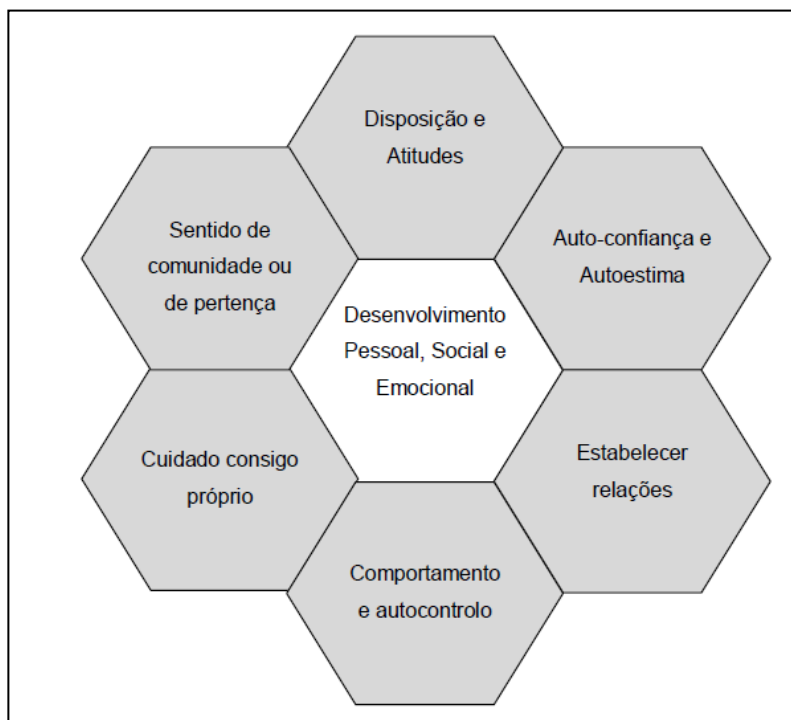 Disposição e
Atitudes
Sentido de
comunidade ou
de pertença
Auto-confiança e
Autoestima
Desenvolvimento
Pessoal, Social e
Emocional
Cuidado consigo
próprio
Estabelecer
relações
Comportamento
e autocontrolo